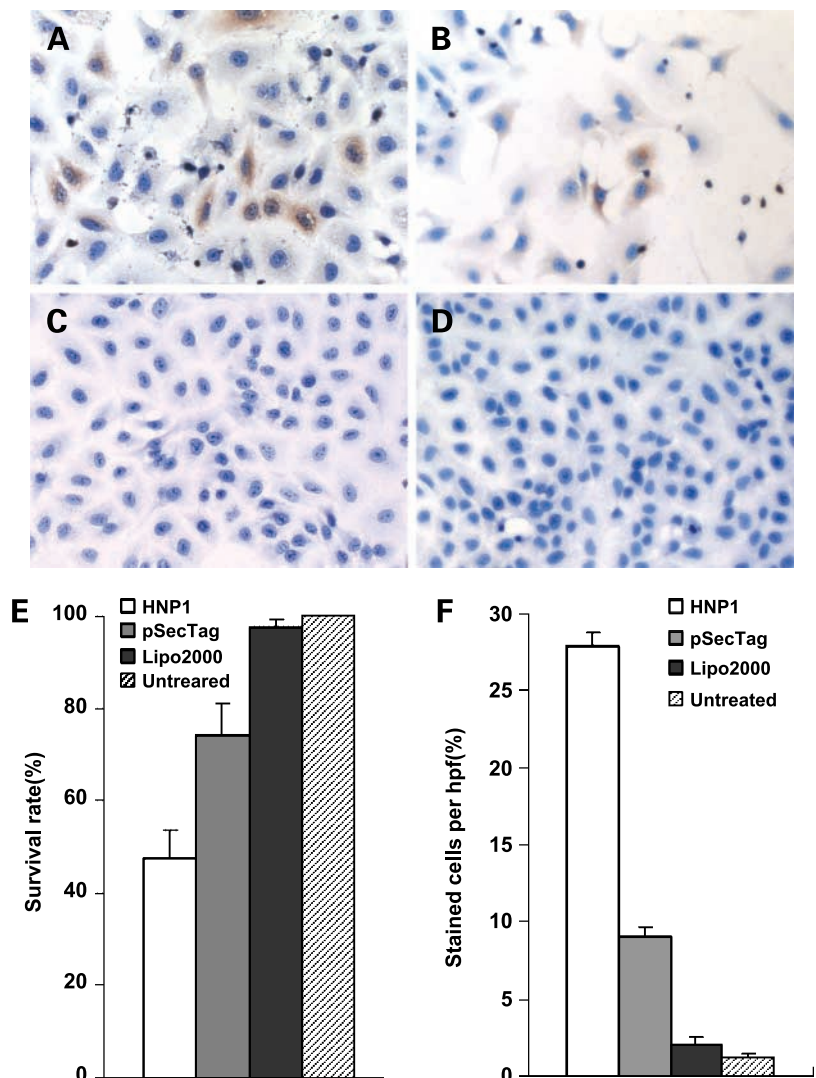 A
B
C
D
E
HNP1
pSecTag
Lipo2000
Untreared
100
80
60
40
20
0
Survival rate(%)
F
HNP1
pSecTag
Lipo2000
Untreated
30
25
20
15
10
5
0
Stained cells per hpf(%)